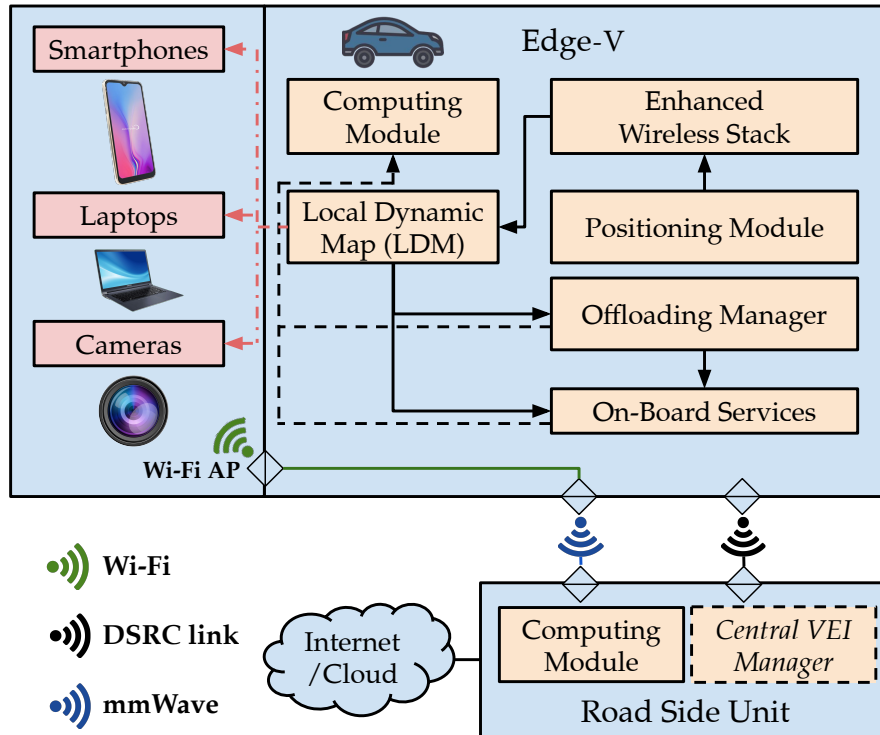 Edge-V
Smartphones
Laptops
Cameras
Wi-Fi AP
Computing
Module
Enhanced
Wireless Stack
Local Dynamic
Map (LDM)
Positioning Module
Offloading Manager
On-Board Services
Wi-Fi
DSRC link
mmWave
Internet
/Cloud
Computing
Module
Central VEI
Manager
Road Side Unit